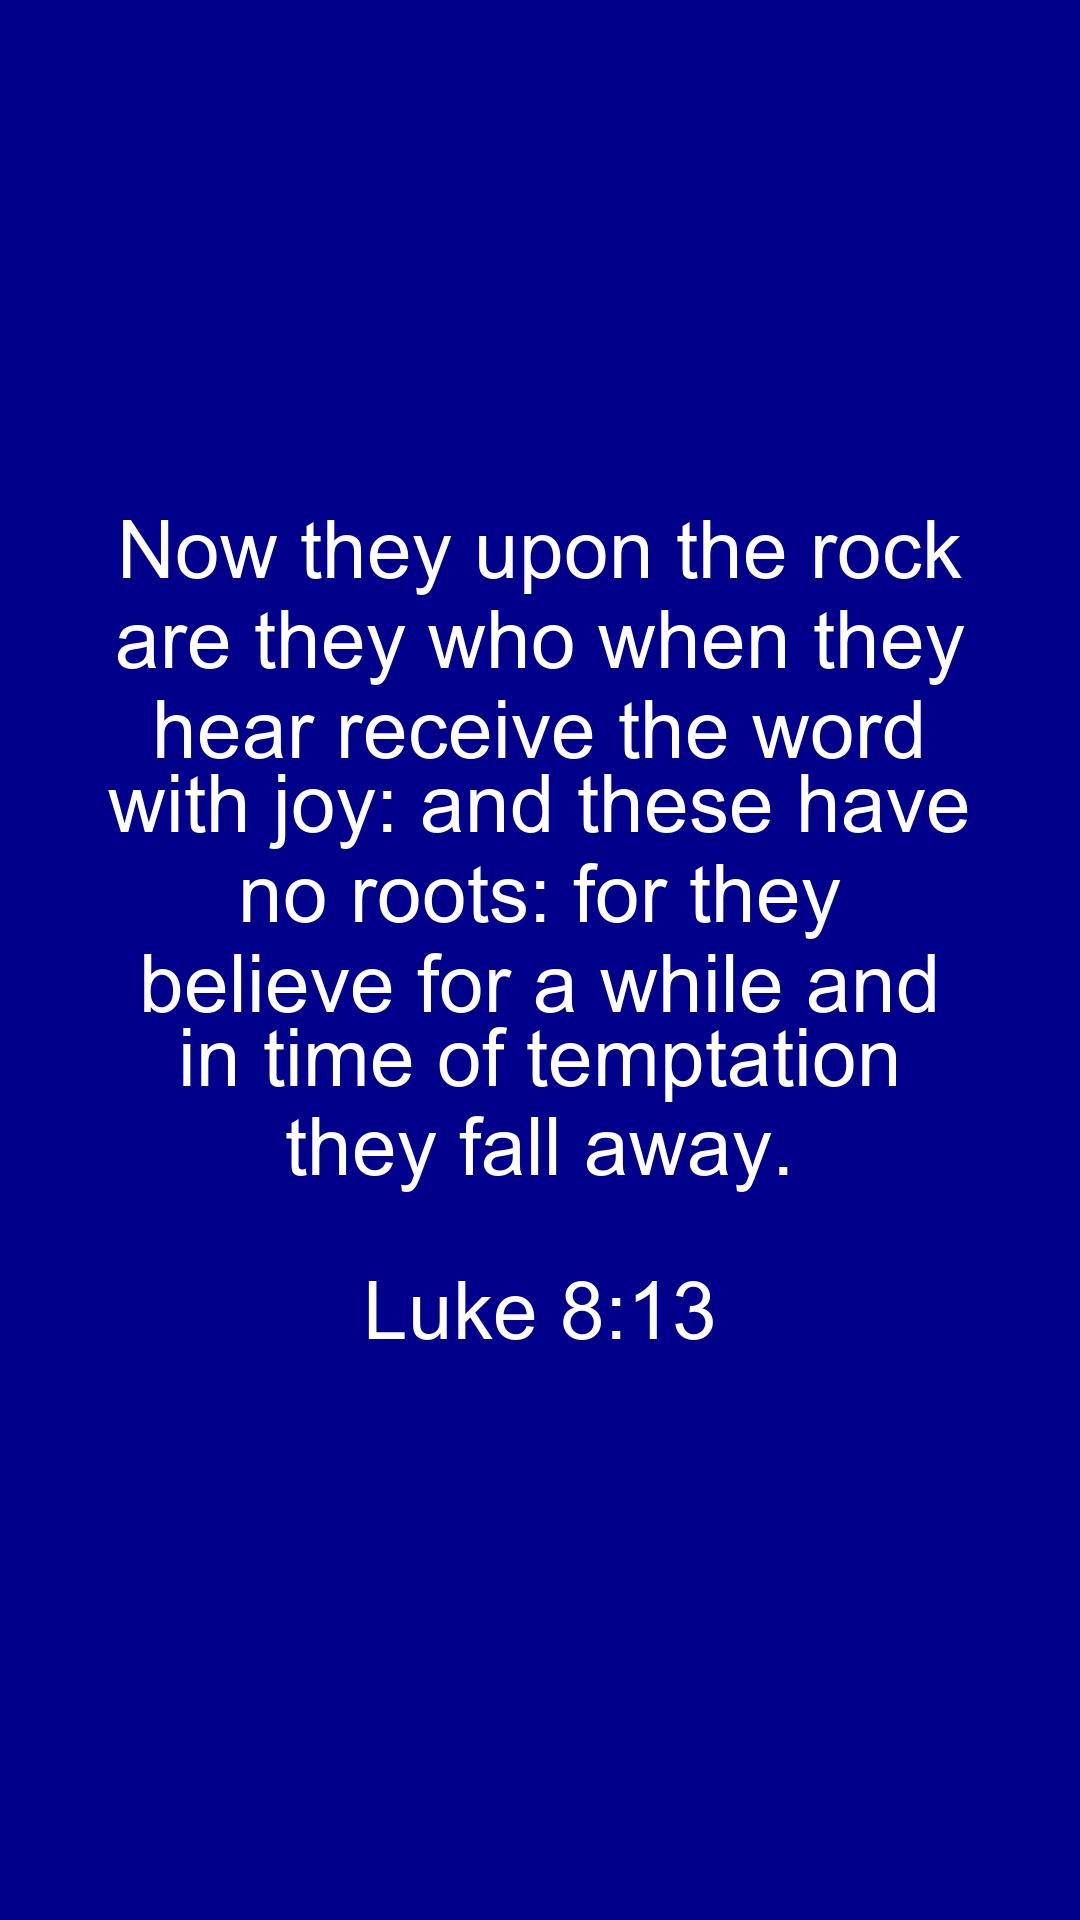 Now they upon the rock
are they who when they
hear receive the word
with joy: and these have
no roots: for they
believe for a while and
in time of temptation
they fall away.
Luke 8:13